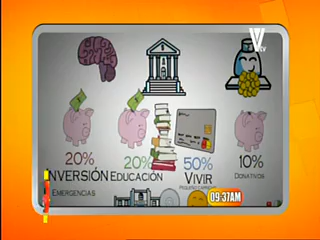 20% 20% 50% 10%
INVERSIÓN EDUCACIÓN VIVIR DONATIVOS
EMERGENCIAS
09:37AM